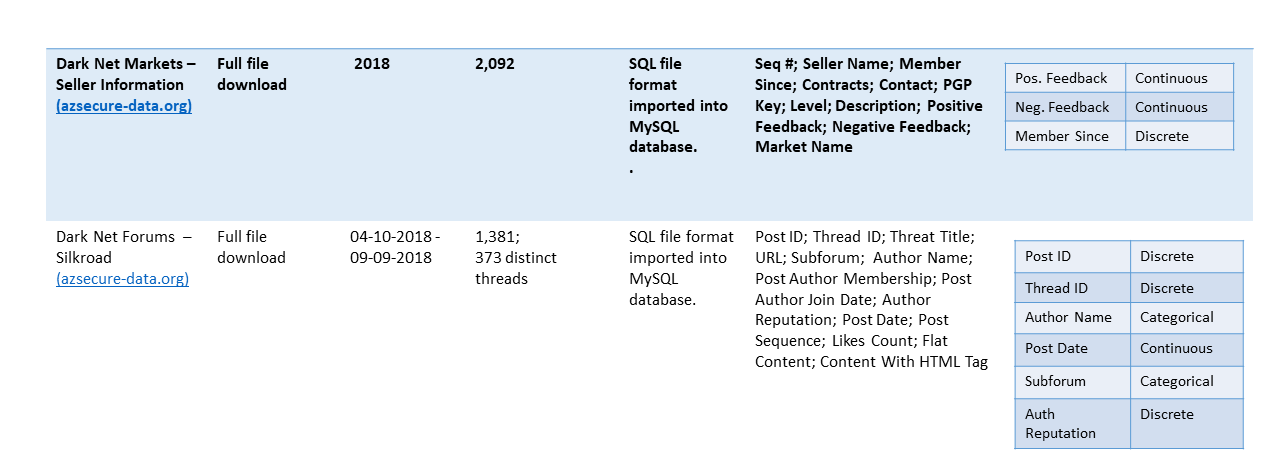 Dark Net Markets –
Seller Information
(azsecure-data.org)
Full file
download
2018
2,092
SQL file
format
imported into
MySQL
database.
.
Seq #; Seller Name; Member
Since; Contracts; Contact; PGP
Key; Level; Description; Positive
Feedback; Negative Feedback;
Market Name
Pos. Feedback Continuous
Neg. Feedback Continuous
Member Since Discrete
Dark Net Forums –
Silkroad
(azsecure-data.org)
Full file
download
04-10-2018 -
09-09-2018
1,381;
373 distinct
threads
SQL file format
imported into
MySQL
database.
Post ID; Thread ID; Threat Title;
URL; Subforum; Author Name;
Post Author Membership; Post
Author Join Date; Author
Reputation; Post Date; Post
Sequence; Likes Count; Flat
Content; Content With HTML Tag
Post ID Discrete
Thread ID Discrete
Author Name Categorical
Post Date Continuous
Subforum Categorical
Auth Discrete
Reputation